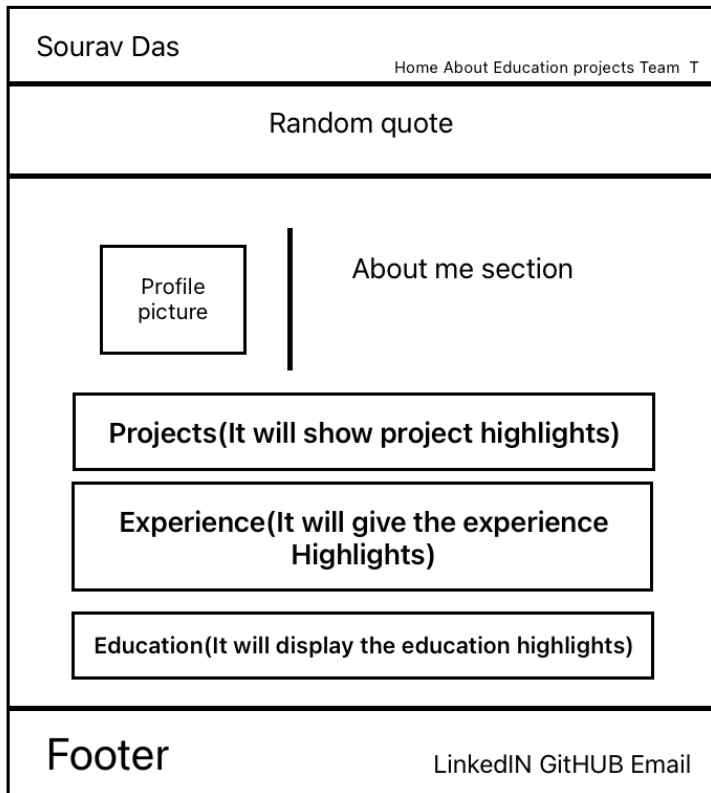 Sourav Das
Home About Education projects Team T
Random quote
Profile
picture
About me section
Projects(It will show project highlights)
Experience(It will give the experience
Highlights)
Education(It will display the education highlights)
Footer
LinkedIN GitHUB Email